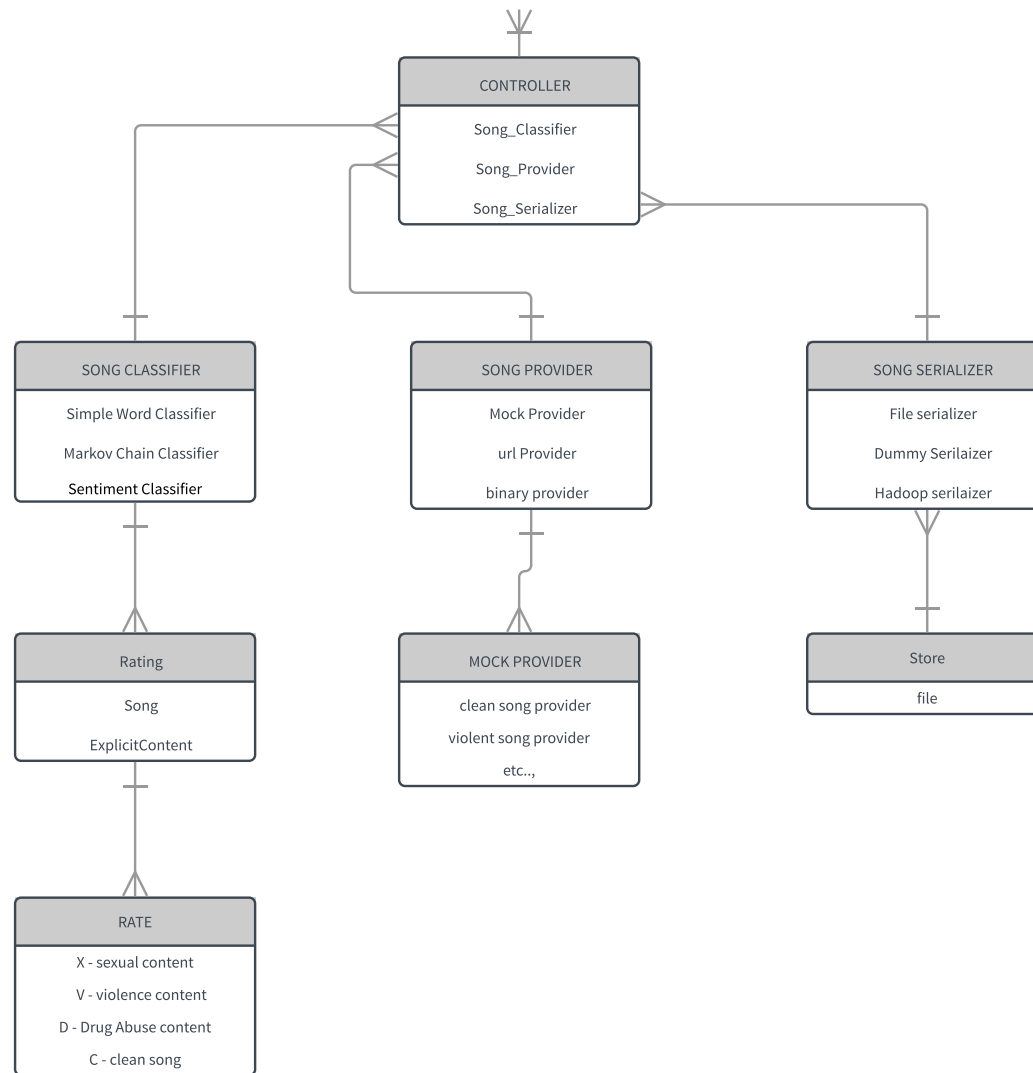 CONTROLLER
Song_Classifier
Song_Provider
Song_Serializer
SONG CLASSIFIER
Simple Word Classifier
Markov Chain Classifier
Sentiment Classifier
SONG PROVIDER
Mock Provider
url Provider
binary provider
SONG SERIALIZER
File serializer
Dummy Serilaizer
Hadoop serilaizer
Rating
Song
ExplicitContent
MOCK PROVIDER
clean song provider
violent song provider
etc..,
Store
file
RATE
X - sexual content
V - violence content
D - Drug Abuse content
C - clean song